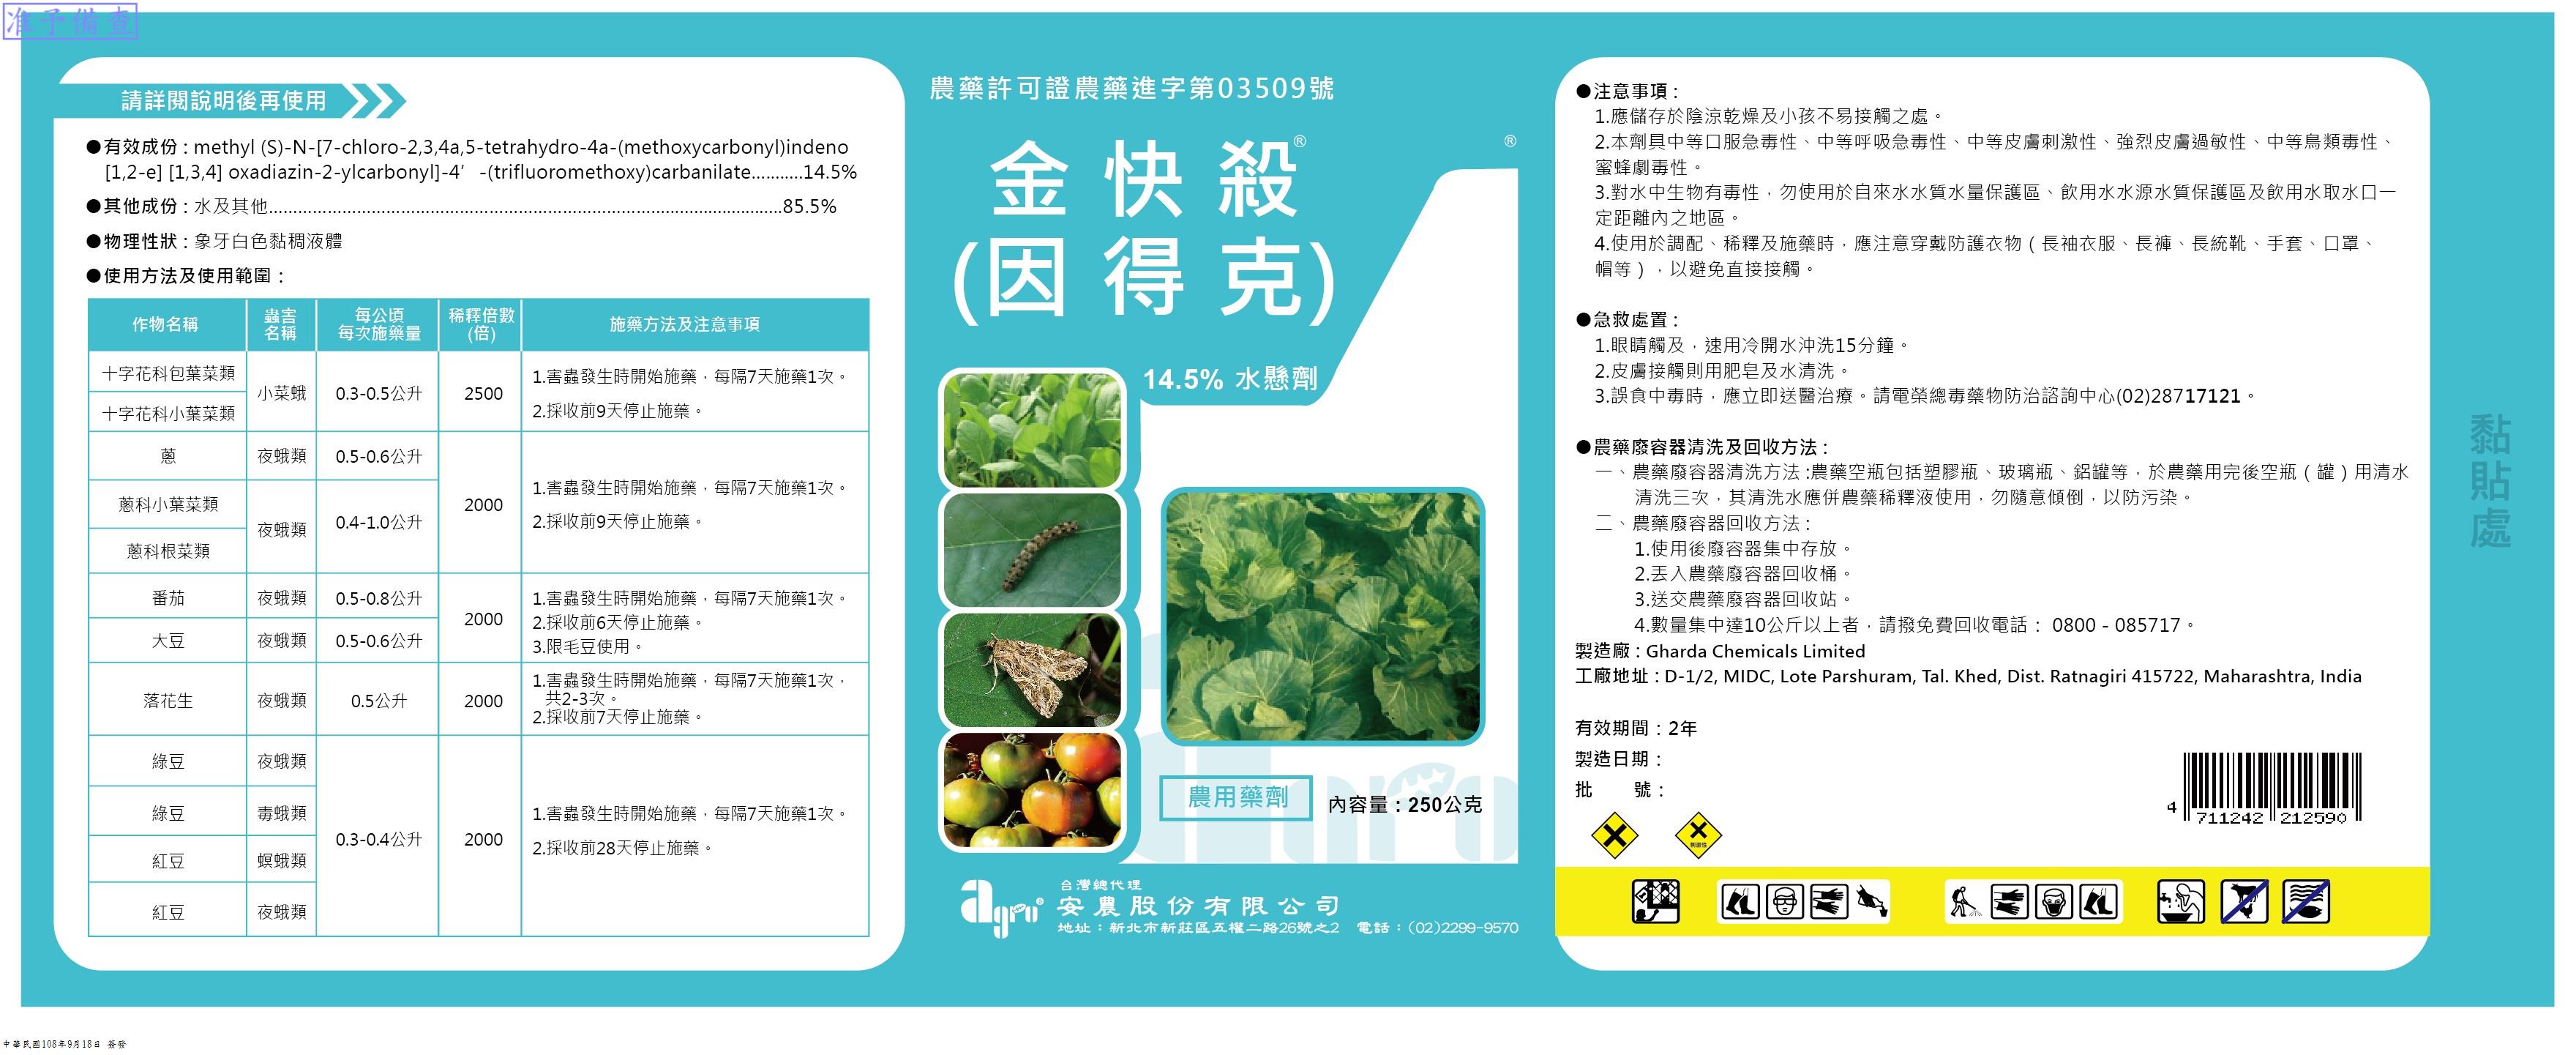 准予備查
請詳閱說明後再使用
●有效成份 : methyl (S)-N-[7-chloro-2,3,4a,5-tetrahydro-4a-(methoxycarbonyl)indeno
[1,2-e] [1,3,4] oxadiazin-2-ylcarbonyl]-4’-(trifluoromethoxy)carbanilate...........14.5%
●其他成份 : 水及其他..........................................................................................................85.5%
●物理性狀 : 象牙白色黏稠液體
●使用方法及使用範圍 :
作物名稱 蟲害名稱 每公頃每次施藥量 稀釋倍數(倍) 施藥方法及注意事項
十字花科包葉菜類
十字花科小葉菜類
小菜蛾 0.3-0.5公升 2500
1.害蟲發生時開始施藥，每隔7天施藥1次。
2.採收前9天停止施藥。
蔥 夜蛾類 0.5-0.6公升
蔥科小葉菜類
蔥科根菜類
夜蛾類 0.4-1.0公升
2000
1.害蟲發生時開始施藥，每隔7天施藥1次。
2.採收前9天停止施藥。
番茄 夜蛾類 0.5-0.8公升
大豆 夜蛾類 0.5-0.6公升
2000
1.害蟲發生時開始施藥，每隔7天施藥1次。
2.採收前6天停止施藥。
3.限毛豆使用。
落花生 夜蛾類 0.5公升 2000
1.害蟲發生時開始施藥，每隔7天施藥1次，
共2-3次。
2.採收前7天停止施藥。
綠豆 夜蛾類
綠豆 毒蛾類
紅豆 螟蛾類
紅豆 夜蛾類
0.3-0.4公升 2000
1.害蟲發生時開始施藥，每隔7天施藥1次。
2.採收前28天停止施藥。
農藥許可證農藥進字第03509號
金快殺®
®
(因得克)
14.5% 水懸劑
農用藥劑
內容量 : 250公克
agro
agro®
台灣總代理
安農股份有限公司
地址：新北市新莊區五權二路26號之2 電話：(02)2299-9570
●注意事項 :
1.應儲存於陰涼乾燥及小孩不易接觸之處。
2.本劑具中等口服急毒性、中等呼吸急毒性、中等皮膚刺激性、強烈皮膚過敏性、中等鳥類毒性、
蜜蜂劇毒性。
3.對水中生物有毒性，勿使用於自來水水質水量保護區、飲用水水源水質保護區及飲用水取水口一
定距離內之地區。
4.使用於調配、稀釋及施藥時，應注意穿戴防護衣物（長袖衣服、長褲、長統靴、手套、口罩、
帽等），以避免直接接觸。
●急救處置 :
1.眼睛觸及，速用冷開水沖洗15分鐘。
2.皮膚接觸則用肥皂及水清洗。
3.誤食中毒時，應立即送醫治療。請電榮總毒藥物防治諮詢中心(02)28717121。
●農藥廢容器清洗及回收方法 :
一、農藥廢容器清洗方法 :農藥空瓶包括塑膠瓶、玻璃瓶、鋁罐等，於農藥用完後空瓶（罐）用清水
清洗三次，其清洗水應併農藥稀釋液使用，勿隨意傾倒，以防污染。
二、農藥廢容器回收方法 :
1.使用後廢容器集中存放。
2.丟入農藥廢容器回收桶。
3.送交農藥廢容器回收站。
4.數量集中達10公斤以上者，請撥免費回收電話： 0800 - 085717。
製造廠 : Gharda Chemicals Limited
工廠地址 : D-1/2, MIDC, Lote Parshuram, Tal. Khed, Dist. Ratnagiri 415722, Maharashtra, India
有效期間 : 2年
製造日期 :
批 號 :
刺激性
4 711242 212590
黏貼處
中華民國108年9月18日 簽發